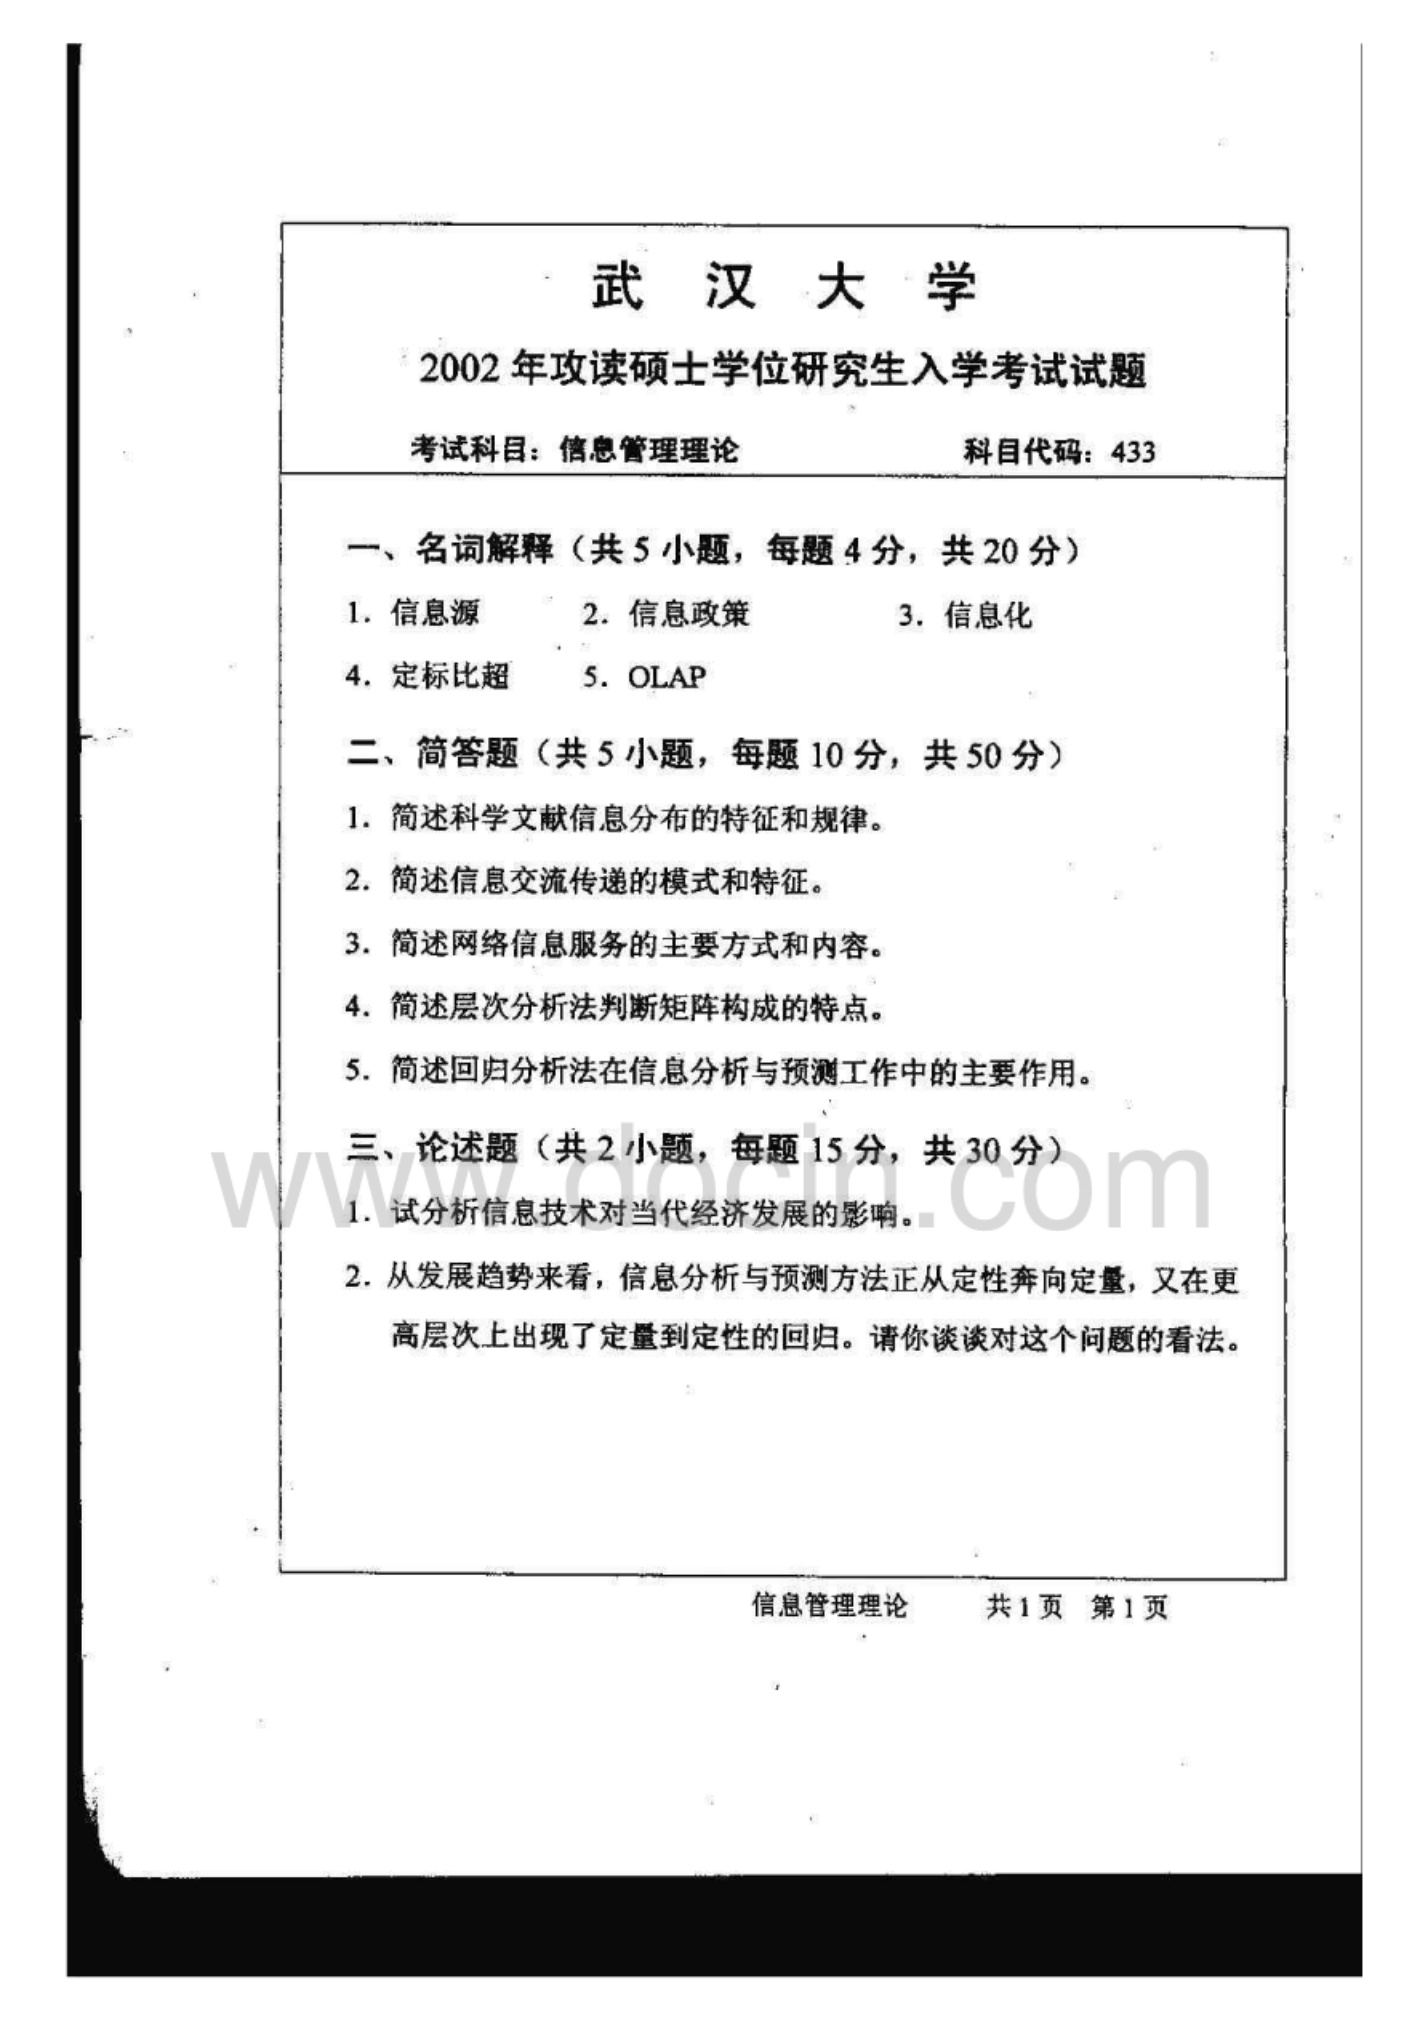 武 汉 大 学
2002 年攻读硕士学位研究生入学考试试题
考试科目：信息管理理论 科目代码：433
一、名词解释（共 5 小题，每题 4 分，共 20 分）
1. 信息源 2. 信息政策 3. 信息化
4. 定标比超 5. OLAP
二、简答题（共 5 小题，每题 10 分，共 50 分）
1. 简述科学文献信息分布的特征和规律。
2. 简述信息交流传递的模式和特征。
3. 简述网络信息服务的主要方式和内容。
4. 简述层次分析法判断矩阵构成的特点。
5. 简述回归分析法在信息分析与预测工作中的主要作用。
三、论述题（共 2 小题，每题 15 分，共 30 分）
www.docin.com
1. 试分析信息技术对当代经济发展的影响。
2. 从发展趋势来看，信息分析与预测方法正从定性奔向定量，又在更
高层次上出现了定量到定性的回归。请你谈谈对这个问题的看法。
信息管理理论 共 1 页 第 1 页